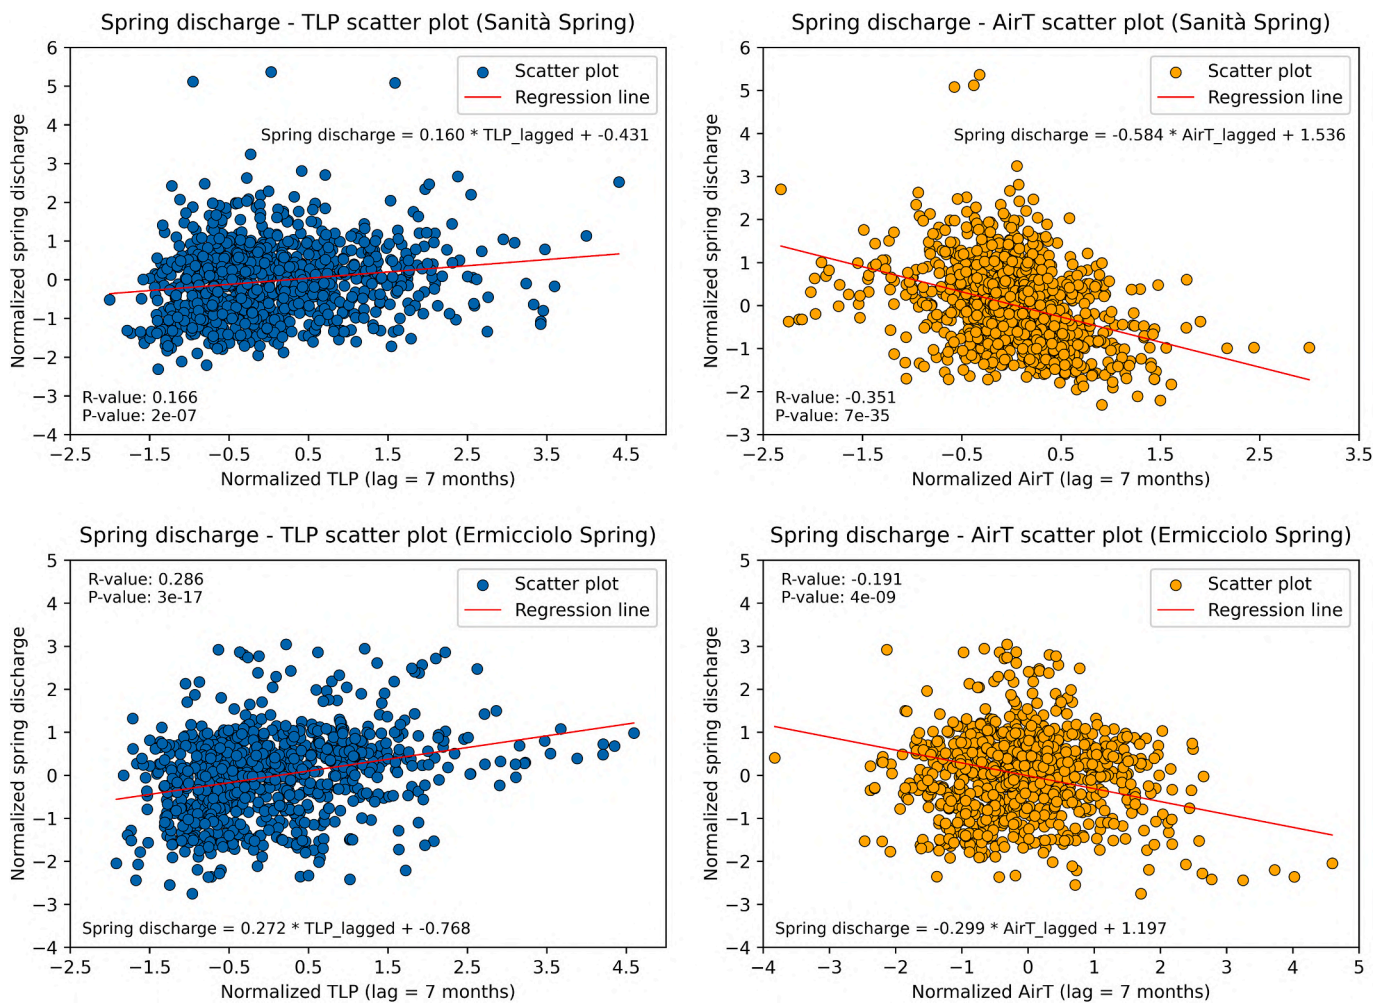 Spring discharge - TLP scatter plot (Sanità Spring)
6
5
4
3
2
1
0
−1
−2
−3
−4
Normalized spring discharge
Scatter plot
Regression line
Spring discharge = 0.160 * TLP_lagged + -0.431
R-value: 0.166
P-value: 2e-07
−2.5 −1.5 −0.5 0.5 1.5 2.5 3.5 4.5
Normalized TLP (lag = 7 months)
Spring discharge - AirT scatter plot (Sanità Spring)
6
5
4
3
2
1
0
−1
−2
−3
Normalized spring discharge
Scatter plot
Regression line
Spring discharge = -0.584 * AirT_lagged + 1.536
R-value: -0.351
P-value: 7e-35
−2.5 −1.5 −0.5 0.5 1.5 2.5 3.5
Normalized AirT (lag = 7 months)
Spring discharge - TLP scatter plot (Ermicciolo Spring)
5
4
3
2
1
0
−1
−2
−3
−4
Normalized spring discharge
R-value: 0.286
P-value: 3e-17
Scatter plot
Regression line
Spring discharge = 0.272 * TLP_lagged + -0.768
−2.5 −1.5 −0.5 0.5 1.5 2.5 3.5 4.5
Normalized TLP (lag = 7 months)
Spring discharge - AirT scatter plot (Ermicciolo Spring)
5
4
3
2
1
0
−1
−2
−3
−4
Normalized spring discharge
R-value: -0.191
P-value: 4e-09
Scatter plot
Regression line
Spring discharge = -0.299 * AirT_lagged + 1.197
−4 −3 −2 −1 0 1 2 3 4 5
Normalized AirT (lag = 7 months)